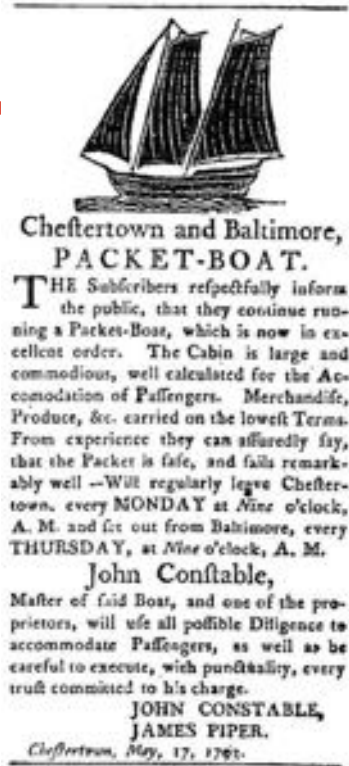 Cheſtertown and Baltimore,
PACKET-BOAT.
THE Subſcribers reſpectfully inform
the public, that they continue run-
ning a Packet-Boat, which is now in ex-
cellent order. The Cabin is large and
commodious, well calculated for the Ac-
comodation of Paſſengers. Merchandiſe,
Produce, &c. carried on the loweſt Terms.
From experience they can aſſuredly ſay,
that the Packet is ſafe, and ſails remark-
ably well —Will regularly leave Cheſter-
town, every MONDAY at Nine o'clock,
A. M. and ſet out from Baltimore, every
THURSDAY, at Nine o'clock, A. M.
John Conſtable,
Maſter of ſaid Boat, and one of the pro-
prietors, will uſe all poſſible Diligence to
accommodate Paſſengers, as well as be
careful to execute, with punctuality, every
truſt committed to his charge.
JOHN CONSTABLE,
JAMES PIPER.
Cheſtertown, May, 17,